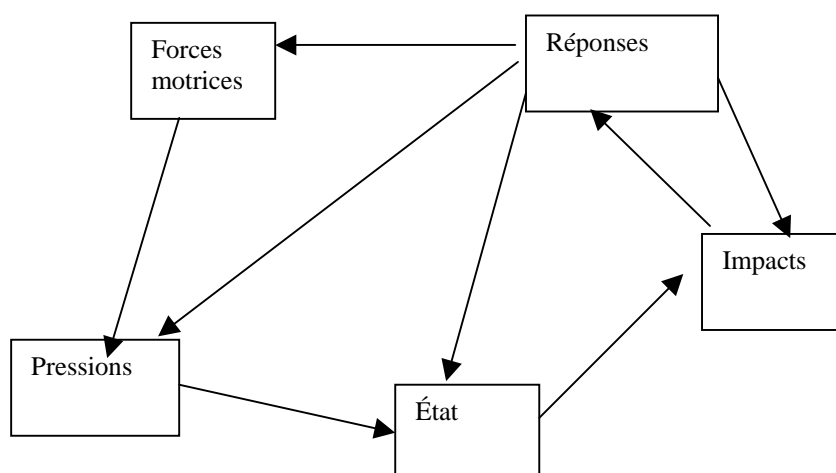 Forces
motrices
Réponses
Impacts
Pressions
État